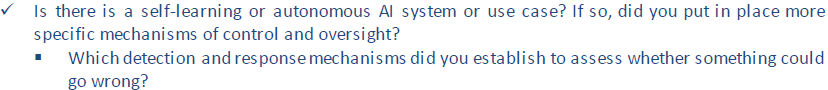 ✓ Is there is a self-learning or autonomous AI system or use case? If so, did you put in place more
specific mechanisms of control and oversight?
▪ Which detection and response mechanisms did you establish to assess whether something could
go wrong?